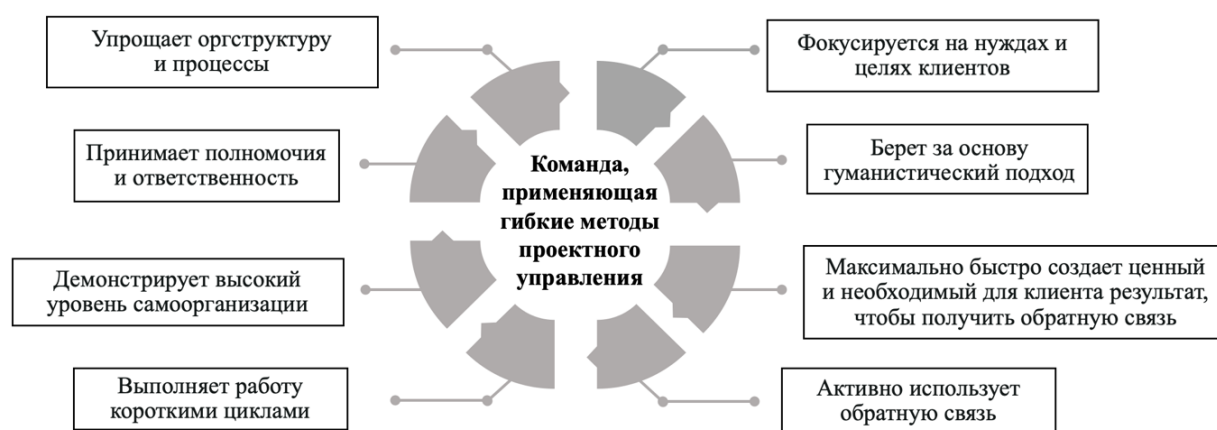 Упрощает оргструктуру
и процессы
Фокусируется на нуждах и
целях клиентов
Принимает полномочия
и ответственность
Берет за основу
гуманистический подход
Команда,
применяющая
гибкие методы
проектного
управления
Демонстрирует высокий
уровень самоорганизации
Максимально быстро создает ценный
и необходимый для клиента результат,
чтобы получить обратную связь
Выполняет работу
короткими циклами
Активно использует
обратную связь